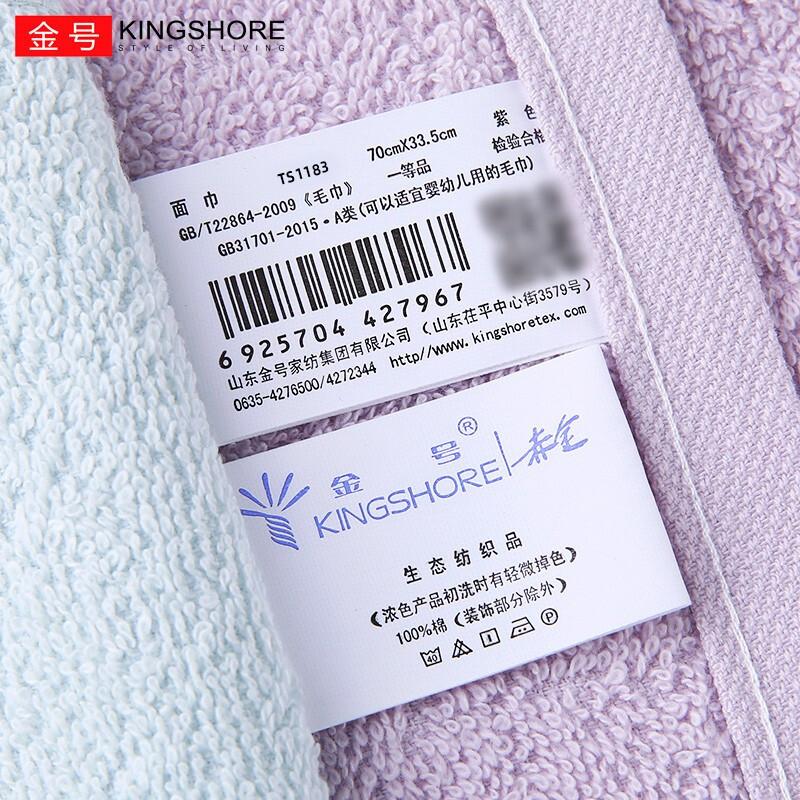 金号 KINGSHORE
STYLE OF LIVING
面巾 TS1183 70cmX33.5cm 紫色
GB/T22864-2009《毛巾》 一等品 检验合格
GB31701-2015·A类(可以适宜婴幼儿用的毛巾)
6 925704 427967
山东金号家纺集团有限公司（山东茌平中心街3579号）
0635-4276500/4272344 http//www.kingshoretex.com
金号®
KINGSHORE
生态纺织品
（浓色产品初洗时有轻微掉色）
100%棉（装饰部分除外）
40 P